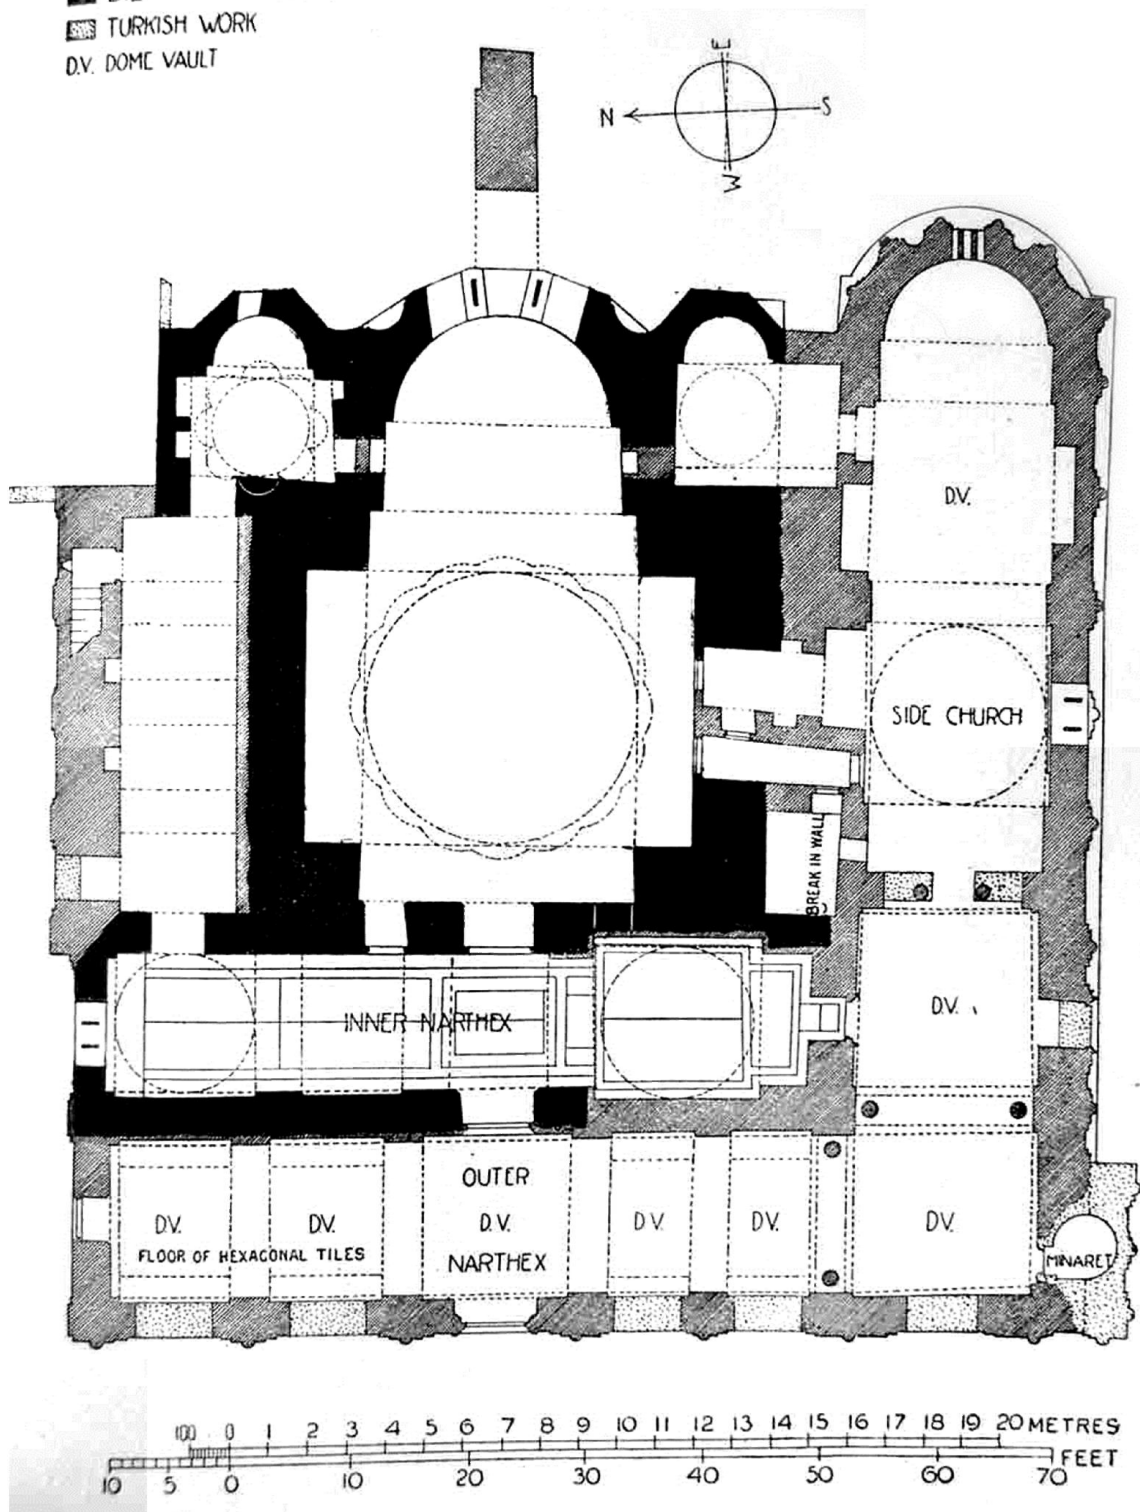 TURKISH WORK
D.V. DOME VAULT
E
N
S
W
D.V.
SIDE CHURCH
BREAK IN WALL
D.V.
INNER NARTHEX
OUTER
D.V.
D.V.
D.V.
D.V.
D.V.
D.V.
FLOOR OF HEXAGONAL TILES
NARTHEX
MINARET
100 0 1 2 3 4 5 6 7 8 9 10 11 12 13 14 15 16 17 18 19 20 METRES
FEET
10 5 0 10 20 30 40 50 60 70